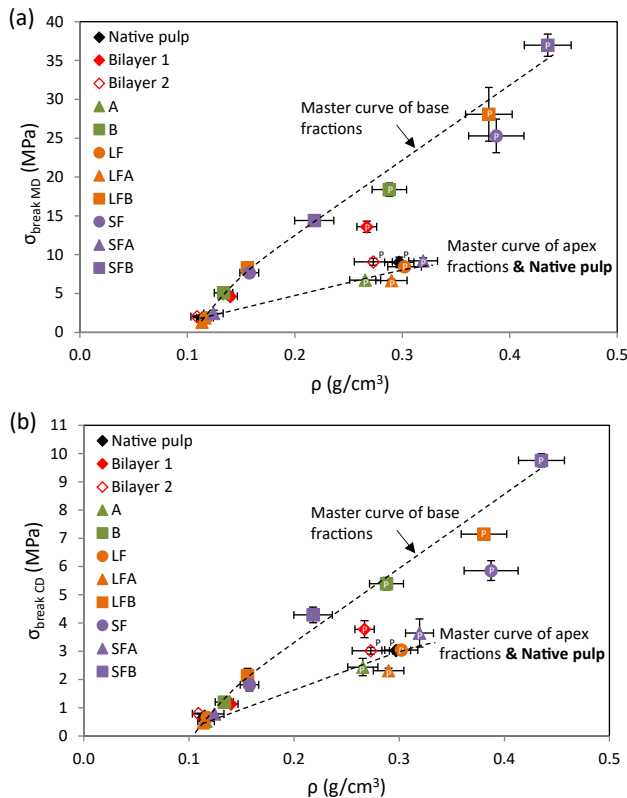 (a)
40
35
30
25
20
15
10
5
0
σbreak MD (MPa)
Native pulp
Bilayer 1
Bilayer 2
A
B
LF
LFA
LFB
SF
SFA
SFB
Master curve of base
fractions
Master curve of apex
fractions & Native pulp
P
P
P
P
P
P
P
P
P
P
P
0.0 0.1 0.2 0.3 0.4 0.5
ρ (g/cm³)
(b)
11
10
9
8
7
6
5
4
3
2
1
0
σbreak CD (MPa)
Native pulp
Bilayer 1
Bilayer 2
A
B
LF
LFA
LFB
SF
SFA
SFB
Master curve of base
fractions
Master curve of apex
fractions & Native pulp
P
P
P
P
P
P
P
P
P
P
P
0.0 0.1 0.2 0.3 0.4 0.5
ρ (g/cm³)